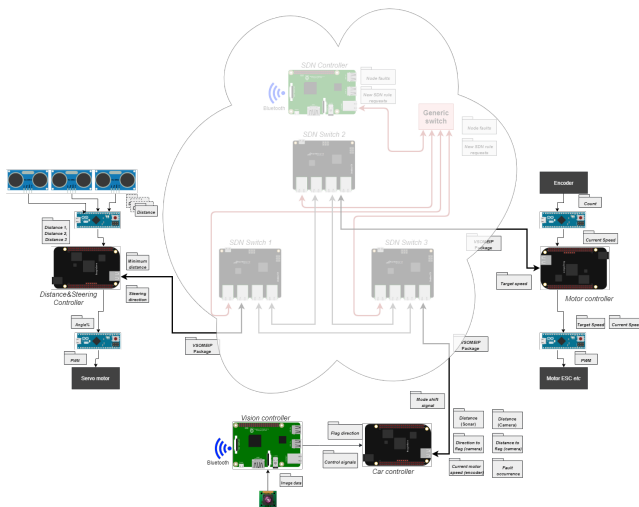 SDN Controller
Node faults
New SDN rule
requests
Bluetooth
Generic
switch
Node faults
New SDN rule
requests
SDN Switch 2
Distance
Distance 1,
Distance 2,
Distance 3
Minimum
distance
Steering
direction
Distance&Steering
Controller
Angle%
PWM
Servo motor
SDN Switch 1
SDN Switch 3
VSOMEIP
Package
VSOMEIP
Package
VSOMEIP
Package
Encoder
Count
Current Speed
Target speed
Motor controller
Target Speed
Current Speed
PWM
Motor ESC etc
Mode shift
signal
Vision controller
Bluetooth
Flag direction
Control signals
Image data
Car controller
Distance
(Sonar)
Distance
(Camera)
Direction to
flag (camera)
Distance to
flag (camera)
Current motor
speed (encoder)
Fault
occurrence